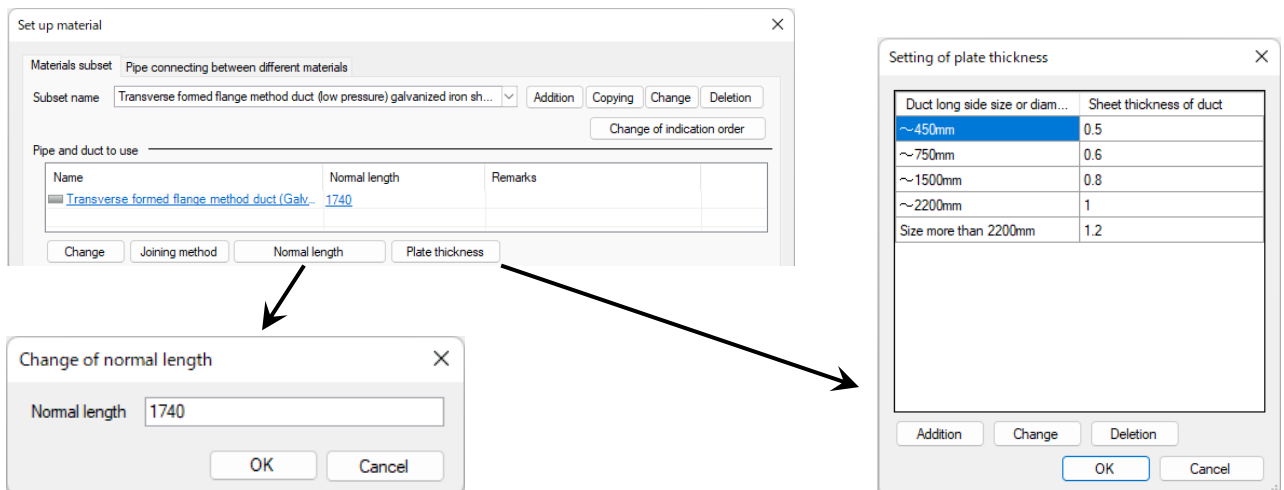 Set up material
Materials subset Pipe connecting between different materials
Subset name Transverse formed flange method duct (low pressure) galvanized iron sh... Addition Copying Change Deletion
Change of indication order
Pipe and duct to use
Name Normal length Remarks
Transverse formed flange method duct (Galv... 1740
Change Joining method Normal length Plate thickness
Change of normal length
Normal length 1740
OK Cancel
Setting of plate thickness
Duct long side size or diam... Sheet thickness of duct
~450mm 0.5
~750mm 0.6
~1500mm 0.8
~2200mm 1
Size more than 2200mm 1.2
Addition Change Deletion
OK Cancel